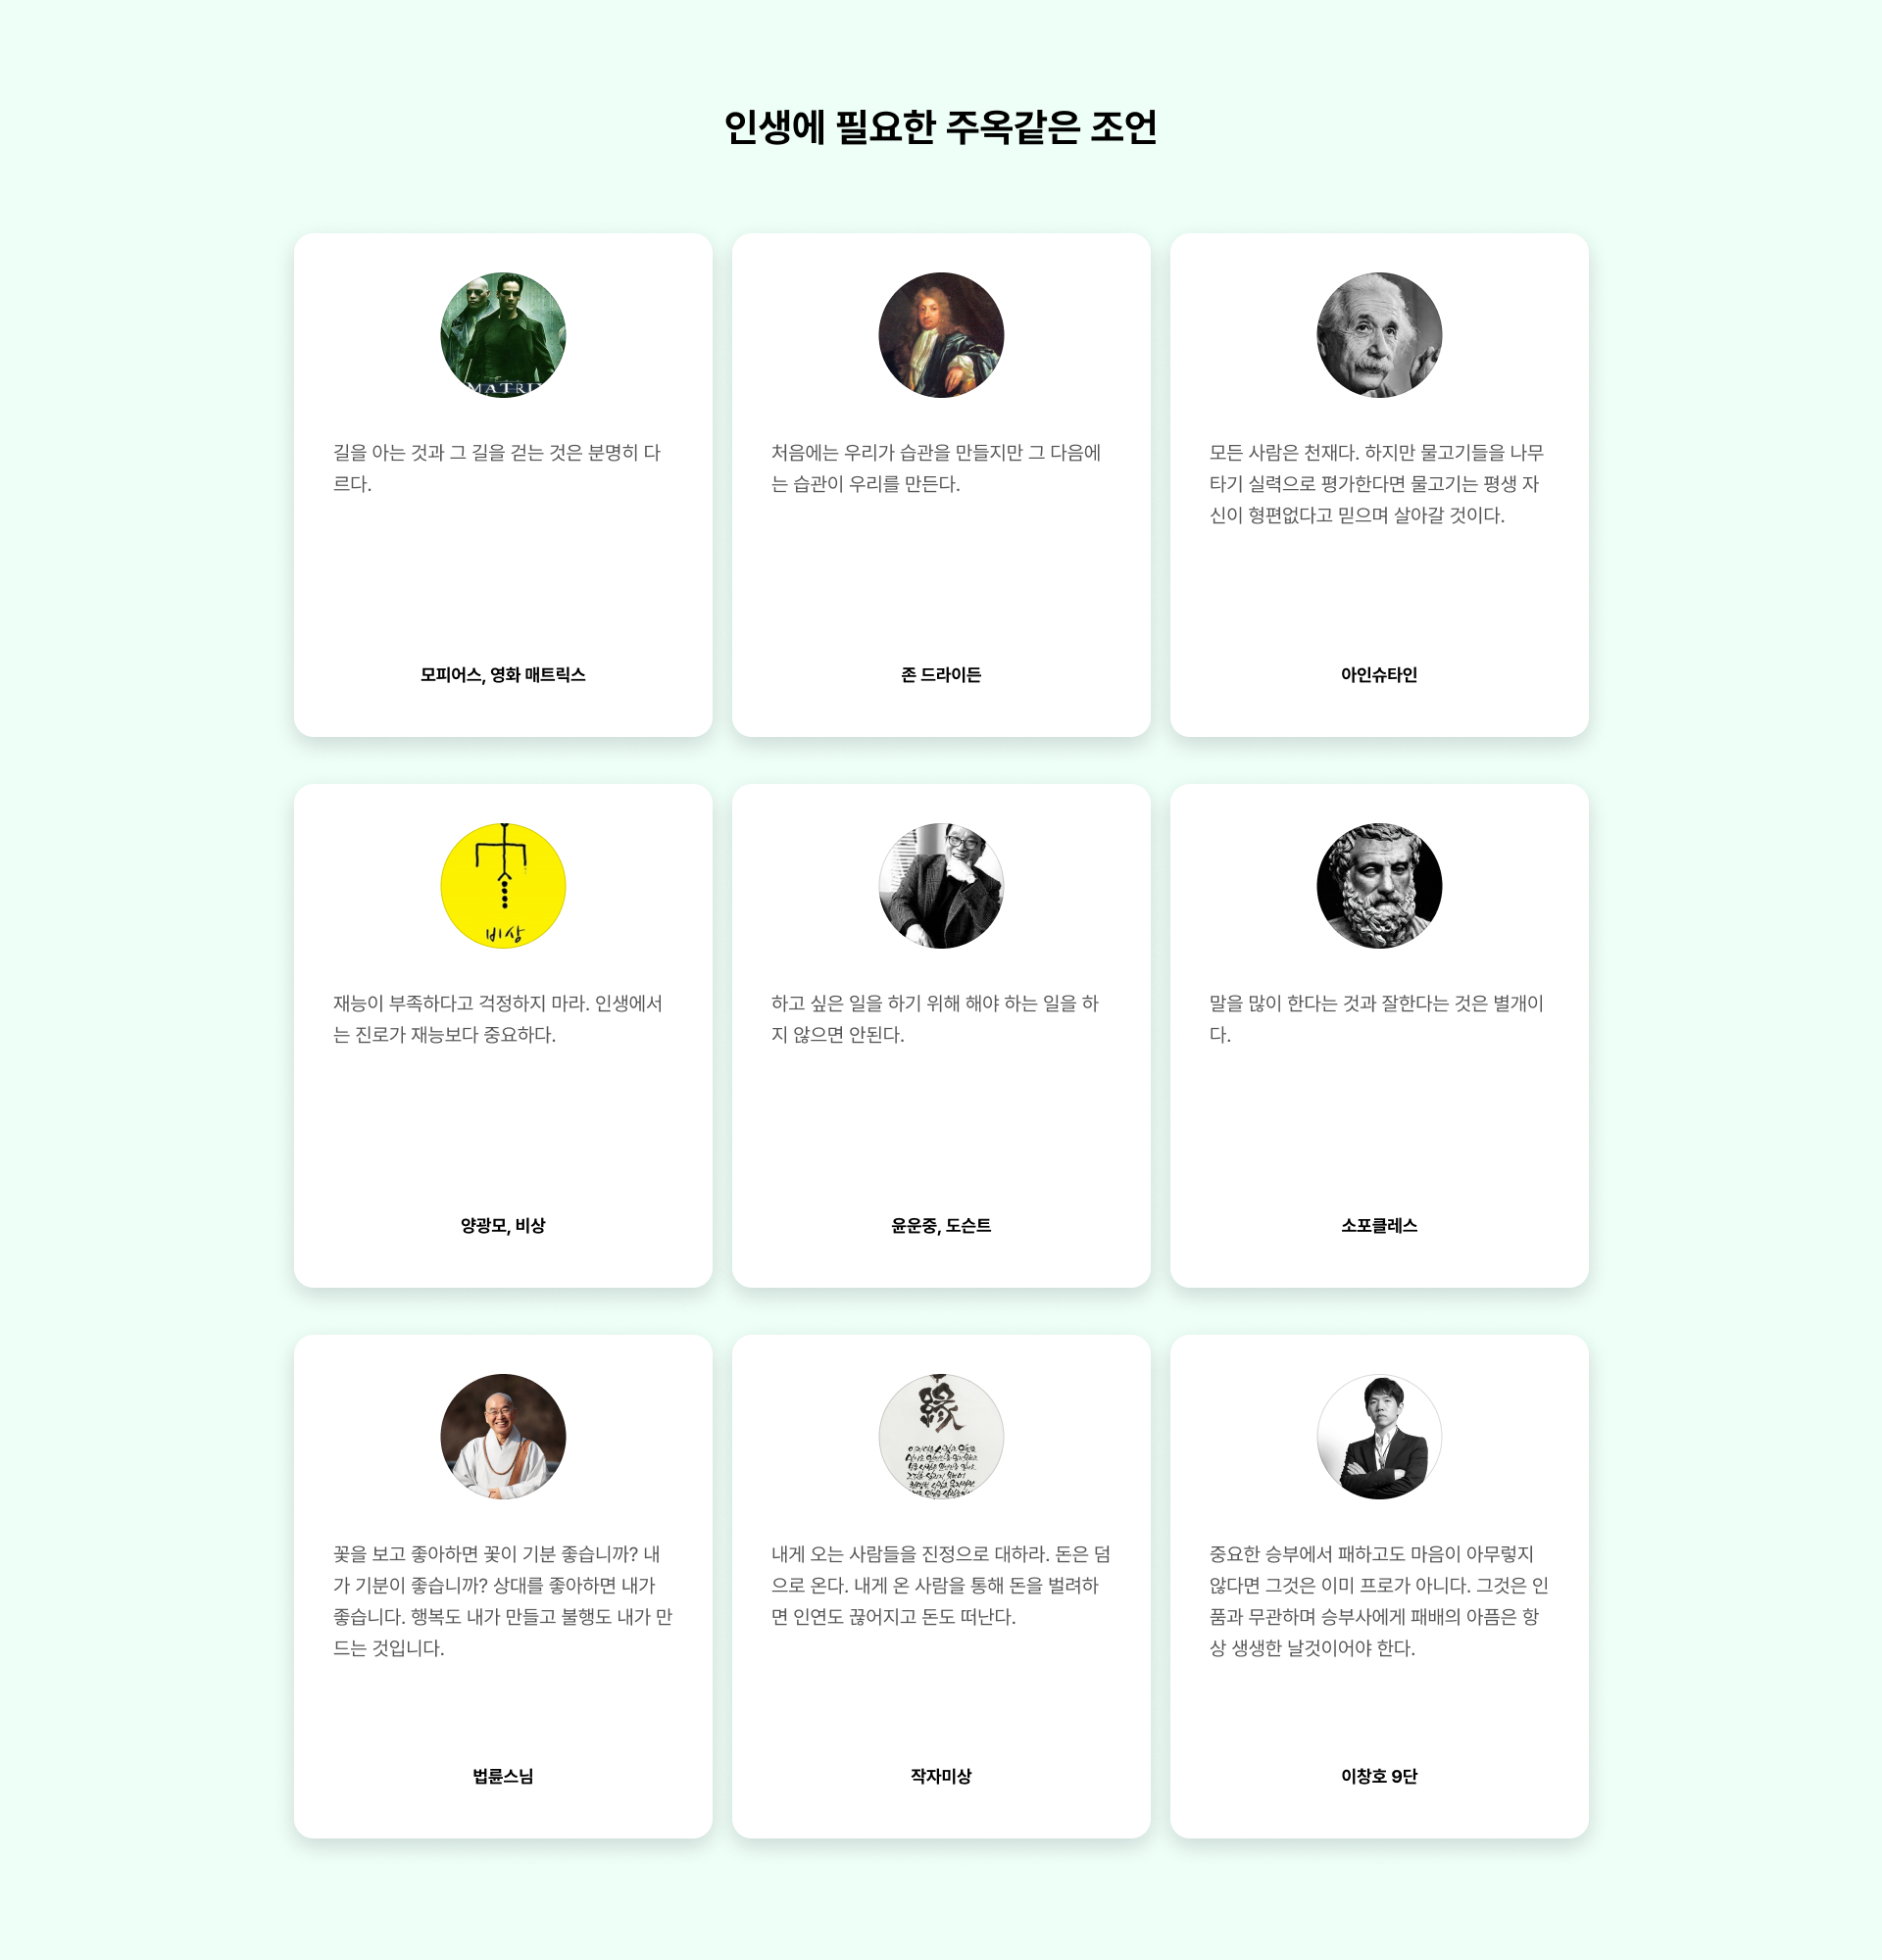 인생에 필요한 주옥같은 조언
MATRIX
길을 아는 것과 그 길을 걷는 것은 분명히 다
르다.
모피어스, 영화 매트릭스
처음에는 우리가 습관을 만들지만 그 다음에
는 습관이 우리를 만든다.
존 드라이든
모든 사람은 천재다. 하지만 물고기들을 나무
타기 실력으로 평가한다면 물고기는 평생 자
신이 형편없다고 믿으며 살아갈 것이다.
아인슈타인
비상
재능이 부족하다고 걱정하지 마라. 인생에서
는 진로가 재능보다 중요하다.
양광모, 비상
하고 싶은 일을 하기 위해 해야 하는 일을 하
지 않으면 안된다.
윤운중, 도슨트
말을 많이 한다는 것과 잘한다는 것은 별개이
다.
소포클레스
꽃을 보고 좋아하면 꽃이 기분 좋습니까? 내
가 기분이 좋습니까? 상대를 좋아하면 내가
좋습니다. 행복도 내가 만들고 불행도 내가 만
드는 것입니다.
법륜스님
緣
내게 오는 사람들을 진정으로 대하라. 돈은 덤
으로 온다. 내게 온 사람을 통해 돈을 벌려하
면 인연도 끊어지고 돈도 떠난다.
작자미상
중요한 승부에서 패하고도 마음이 아무렇지
않다면 그것은 이미 프로가 아니다. 그것은 인
품과 무관하며 승부사에게 패배의 아픔은 항
상 생생한 날것이어야 한다.
이창호 9단